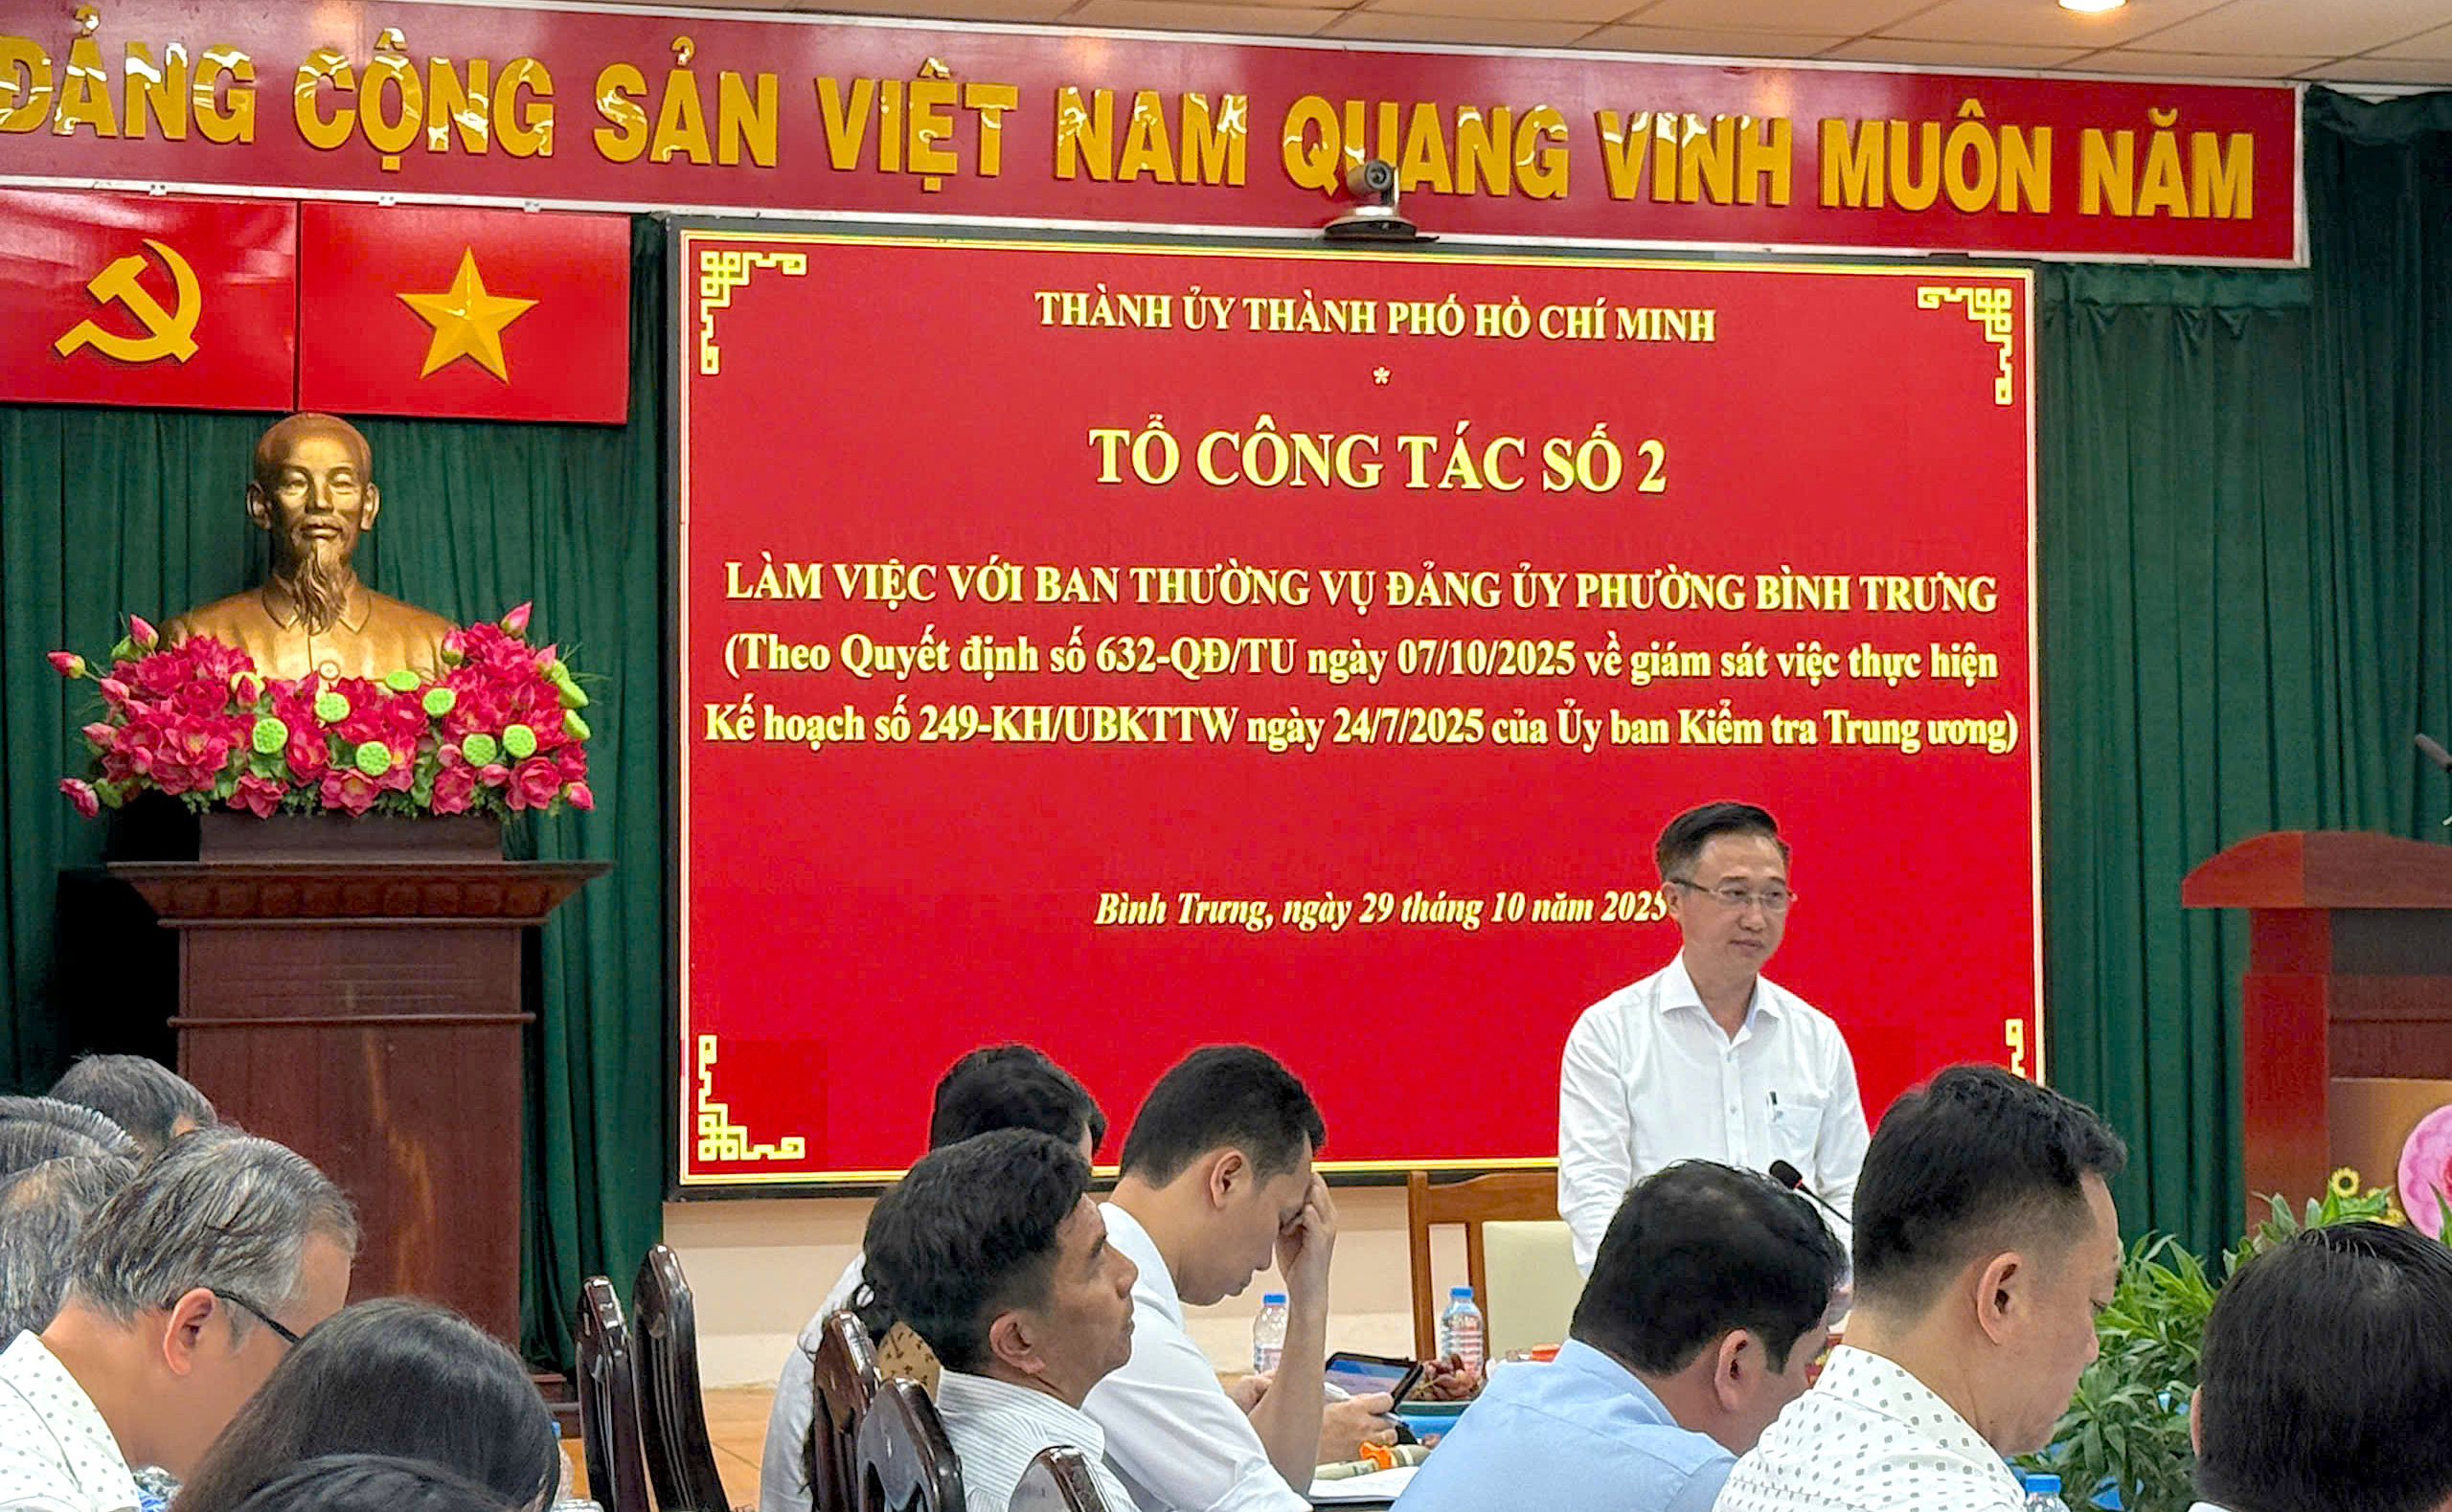 ĐẢNG CỘNG SẢN VIỆT NAM QUANG VINH MUÔN NĂM
THÀNH ỦY THÀNH PHỐ HỒ CHÍ MINH
*
TỔ CÔNG TÁC SỐ 2
LÀM VIỆC VỚI BAN THƯỜNG VỤ ĐẢNG ỦY PHƯỜNG BÌNH TRƯNG
(Theo Quyết định số 632-QĐ/TU ngày 07/10/2025 về giám sát việc thực hiện
Kế hoạch số 249-KH/UBKTTW ngày 24/7/2025 của Ủy ban Kiểm tra Trung ương)
Bình Trưng, ngày 29 tháng 10 năm 2025